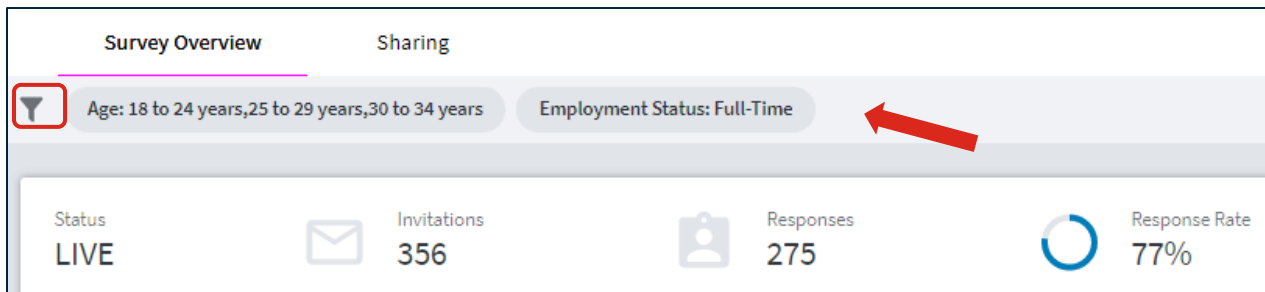 Survey Overview Sharing
Age: 18 to 24 years,25 to 29 years,30 to 34 years Employment Status: Full-Time
Status Invitations Responses Response Rate
LIVE 356 275 77%